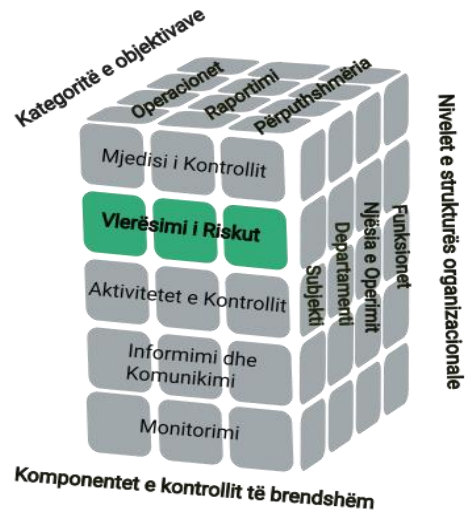 Kategoritë e objektivave
Operacionet
Raportimi
Përputhshmëria
Mjedisi i Kontrollit
Vlerësimi i Riskut
Aktivitetet e Kontrollit
Informimi dhe
Komunikimi
Monitorimi
Subjekti
Departamenti
Njësia e Operimit
Funksionet
Nivelet e strukturës organizacionale
Komponentet e kontrollit të brendshëm